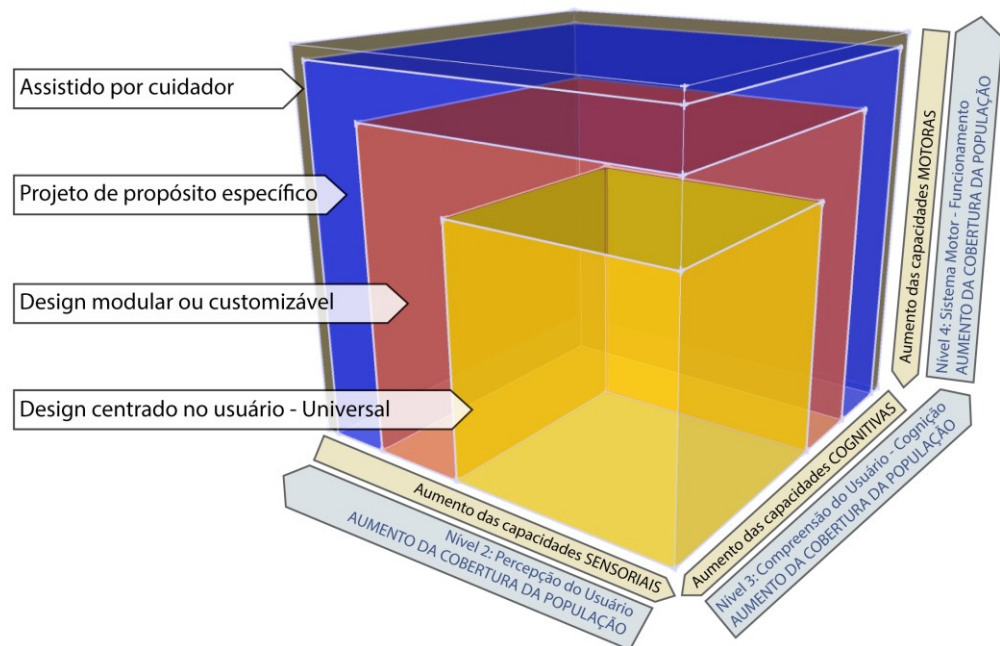 Assistido por cuidador
Projeto de propósito específico
Design modular ou customizável
Design centrado no usuário - Universal
Aumento das capacidades SENSORIAIS
Nível 2: Percepção do Usuário
AUMENTO DA COBERTURA DA POPULAÇÃO
Aumento das capacidades COGNITIVAS
Nível 3: Compreensão do Usuário - Cognição
AUMENTO DA COBERTURA DA POPULAÇÃO
Aumento das capacidades MOTORAS
Nível 4: Sistema Motor - Funcionamento
AUMENTO DA COBERTURA DA POPULAÇÃO